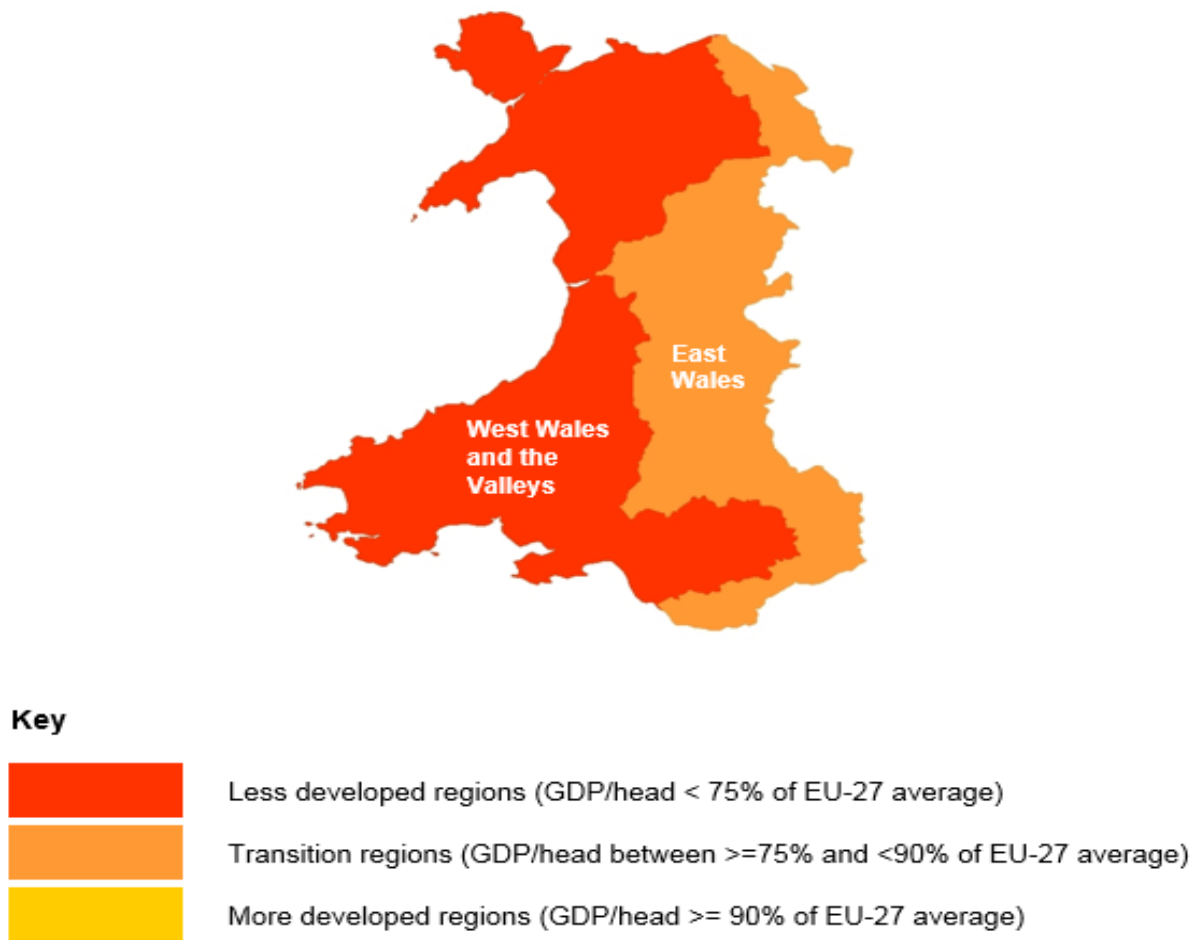 East
Wales
West Wales
and the
Valleys
Key
Less developed regions (GDP/head < 75% of EU-27 average)
Transition regions (GDP/head between >=75% and <90% of EU-27 average)
More developed regions (GDP/head >= 90% of EU-27 average)